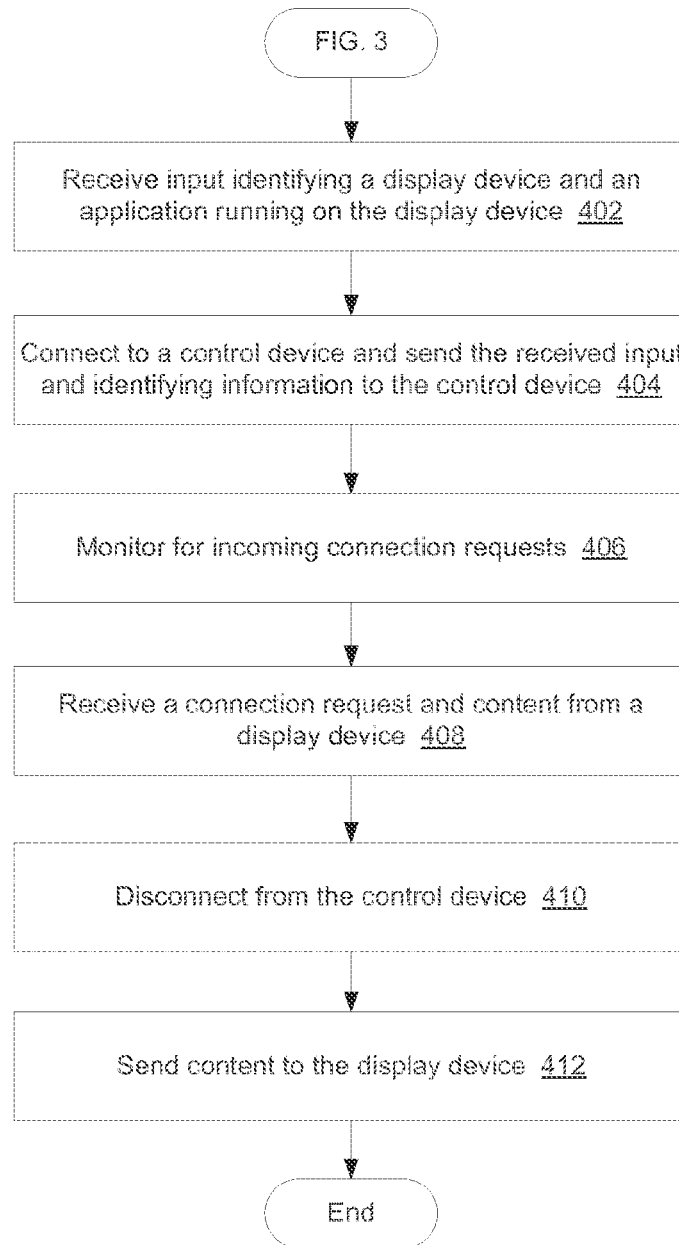 FIG. 3
Receive input identifying a display device and an
application running on the display device 402
Connect to a control device and send the received input
and identifying information to the control device 404
Monitor for incoming connection requests 406
Receive a connection request and content from a
display device 408
Disconnect from the control device 410
Send content to the display device 412
End